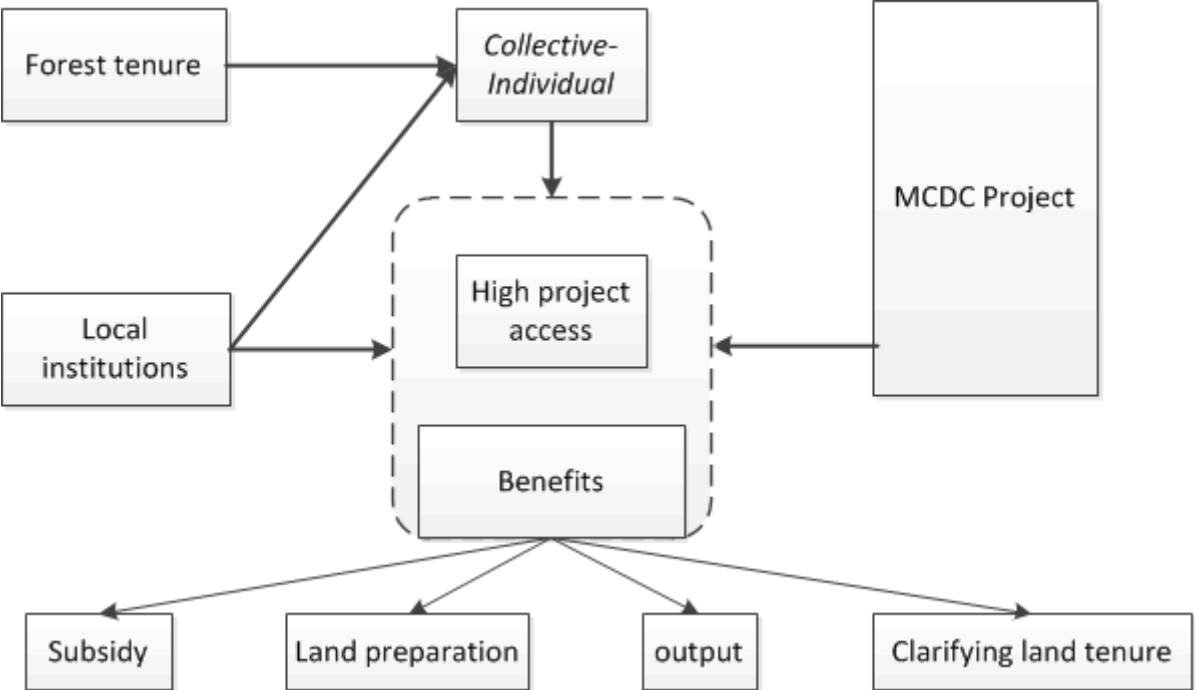 Forest tenure
Collective-
Individual
MCDC Project
High project
access
Local
institutions
Benefits
Subsidy
Land preparation
output
Clarifying land tenure